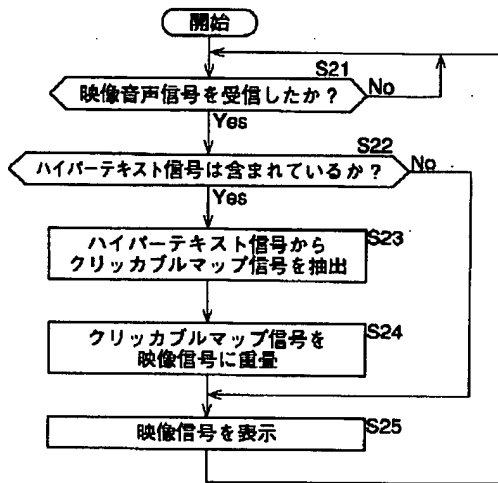 開始
S21
映像音声信号を受信したか？
No
Yes
S22
ハイパーテキスト信号は含まれているか？
No
Yes
S23
ハイパーテキスト信号から
クリッカブルマップ信号を抽出
S24
クリッカブルマップ信号を
映像信号に重畳
S25
映像信号を表示